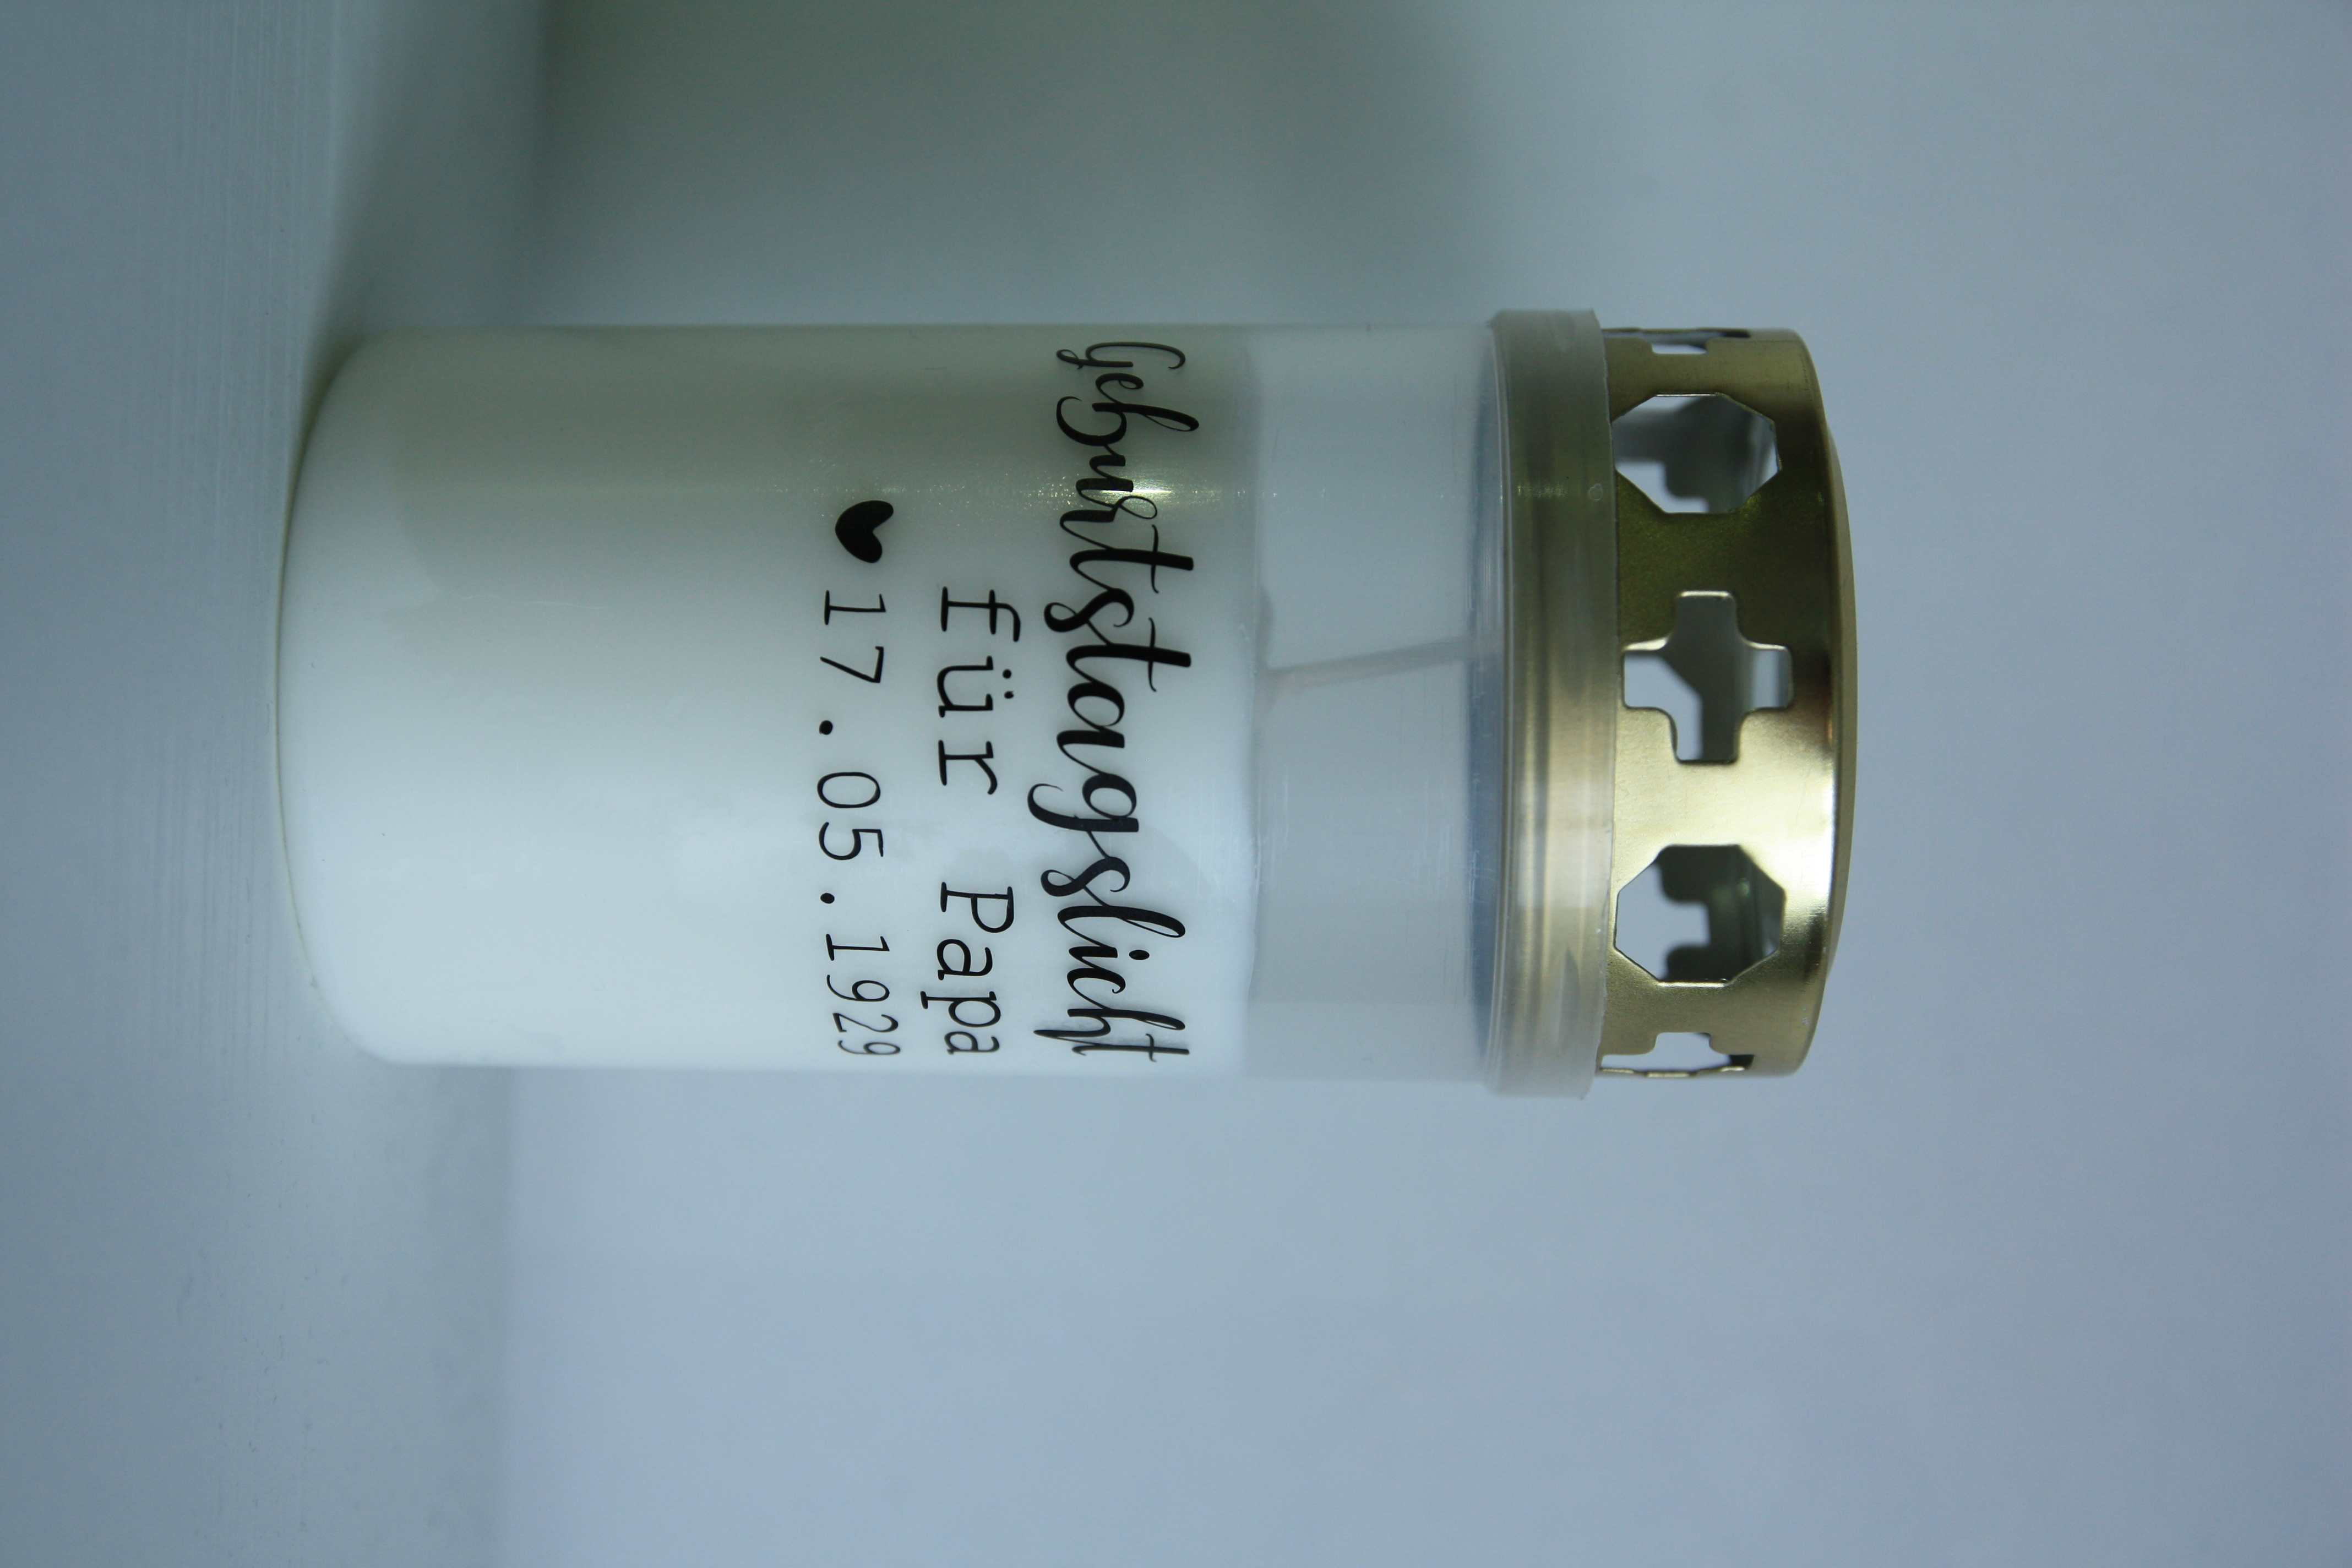 Geburtstagslicht
für Papa
♥ 17.05.1929